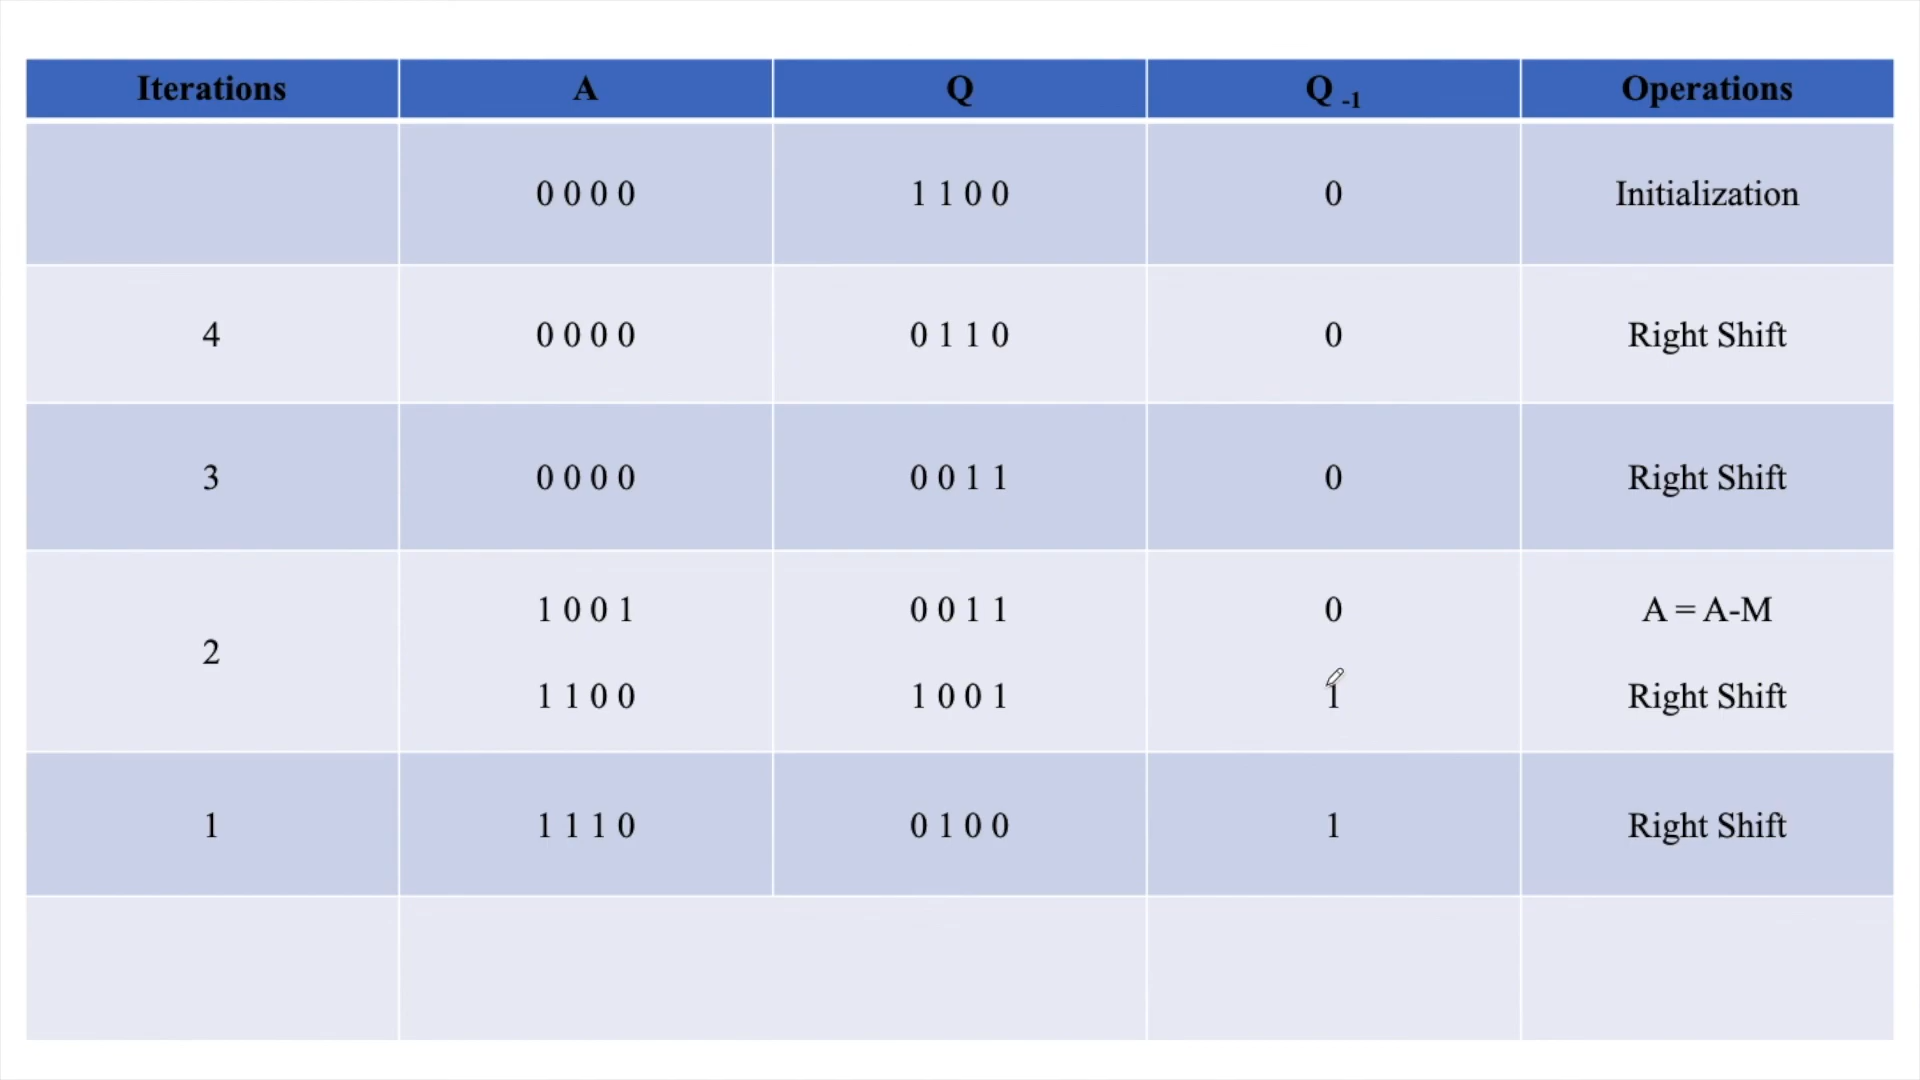 Iterations A Q Q -1 Operations
0 0 0 0 1 1 0 0 0 Initialization
4 0 0 0 0 0 1 1 0 0 Right Shift
3 0 0 0 0 0 0 1 1 0 Right Shift
1 0 0 1 0 0 1 1 0 A = A-M
2
1 1 0 0 1 0 0 1 1 Right Shift
1 1 1 1 0 0 1 0 0 1 Right Shift